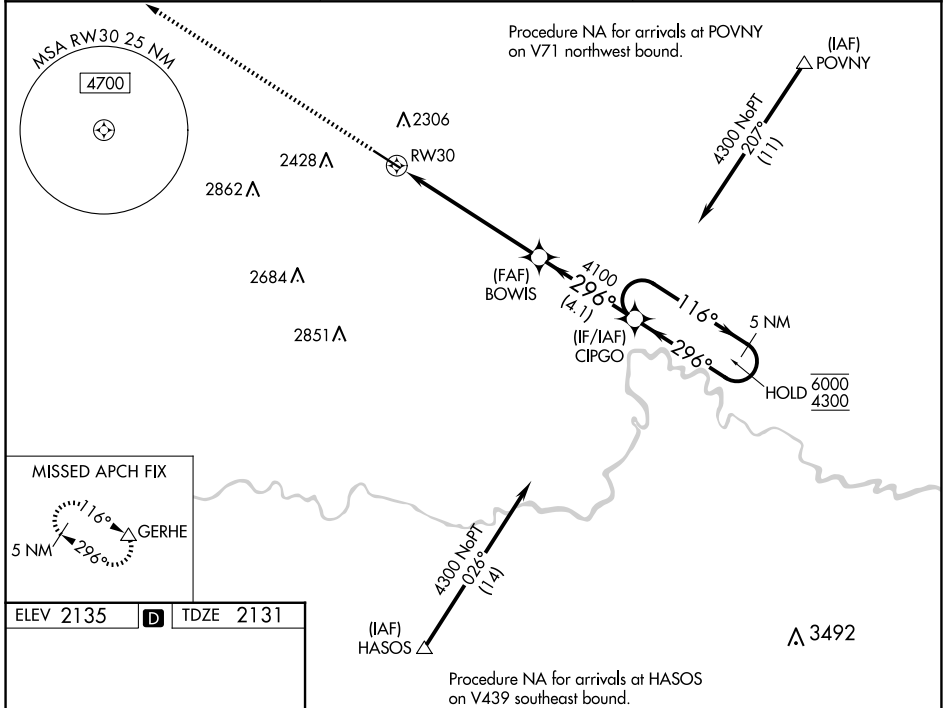 MSA RW30 25 NM
4700
Procedure NA for arrivals at POVNY
on V71 northwest bound.
(IAF)
POVNY
4300 NoPT
207°
(11)
2306
RW30
2428
2862
2684
2851
(FAF)
BOWIS
4100
296°
(4.1)
(IF/IAF)
CIPGO
116°
296°
5 NM
HOLD 6000
4300
MISSED APCH FIX
116°
GERHE
5 NM
296°
4300 NoPT
026°
(14)
ELEV 2135 D TDZE 2131
(IAF)
HASOS
3492
Procedure NA for arrivals at HASOS
on V439 southeast bound.